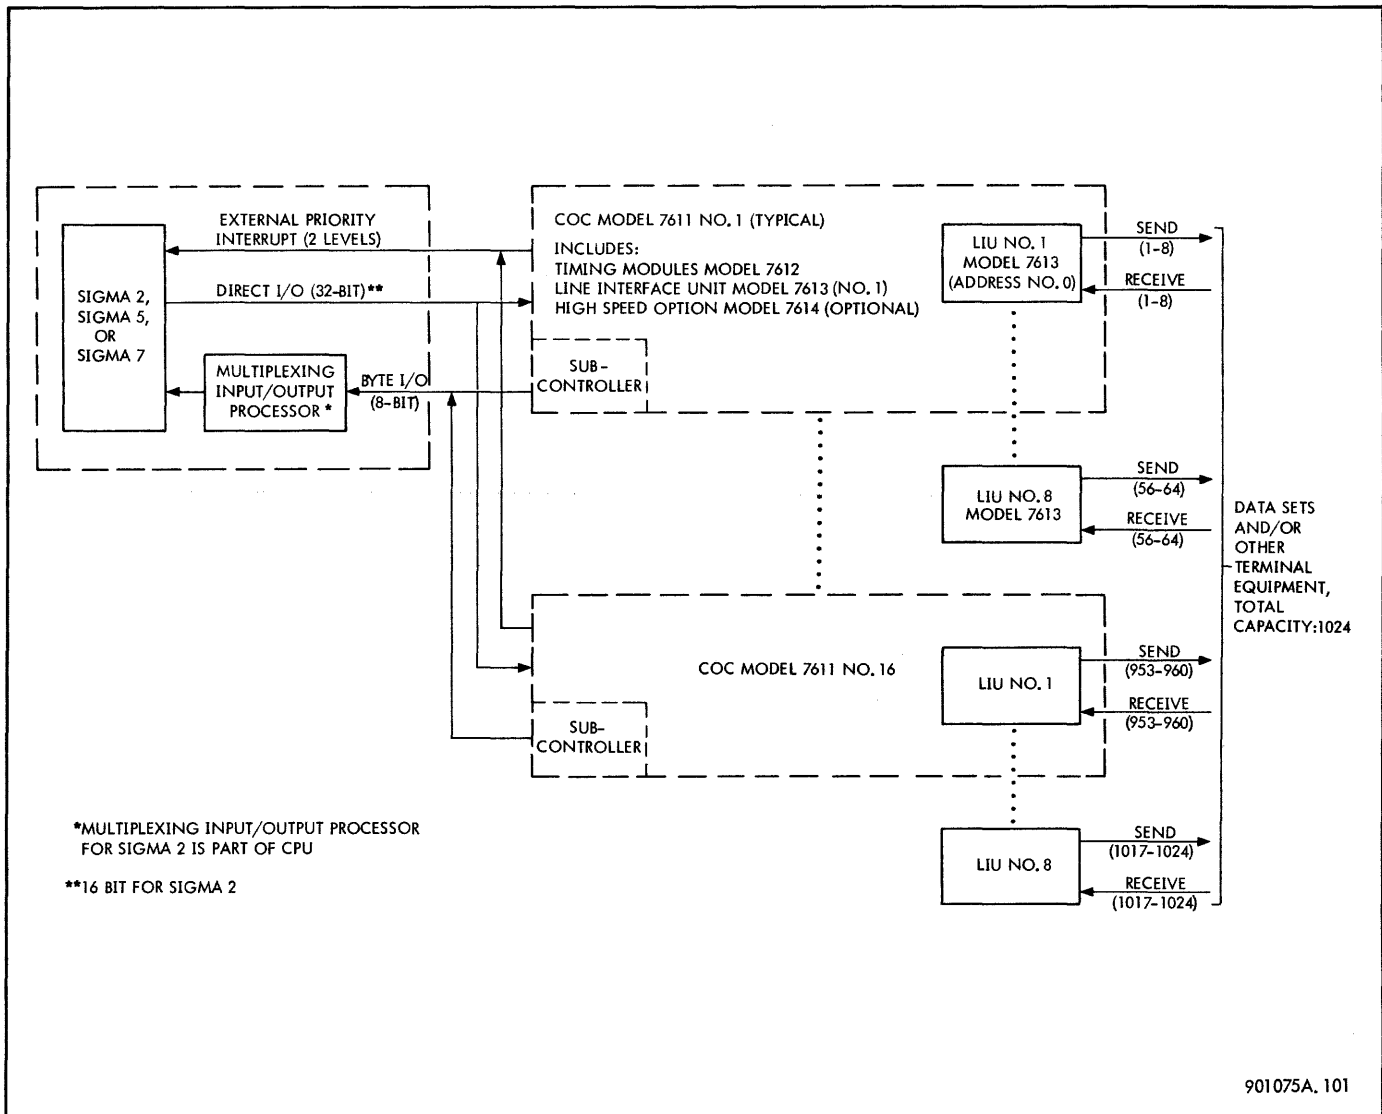 EXTERNAL PRIORITY
INTERRUPT (2 LEVELS)
DIRECT I/O (32-BIT)**
SIGMA 2,
SIGMA 5,
OR
SIGMA 7
MULTIPLEXING
INPUT/OUTPUT
PROCESSOR *
BYTE I/O
(8-BIT)
COC MODEL 7611 NO. 1 (TYPICAL)
INCLUDES:
TIMING MODULES MODEL 7612
LINE INTERFACE UNIT MODEL 7613 (NO. 1)
HIGH SPEED OPTION MODEL 7614 (OPTIONAL)
SUB-
CONTROLLER
LIU NO. 1
MODEL 7613
(ADDRESS NO. 0)
SEND
(1-8)
RECEIVE
(1-8)
LIU NO. 8
MODEL 7613
SEND
(56-64)
RECEIVE
(56-64)
DATA SETS
AND/OR
OTHER
TERMINAL
EQUIPMENT,
TOTAL
CAPACITY:1024
COC MODEL 7611 NO. 16
SUB-
CONTROLLER
LIU NO. 1
SEND
(953-960)
RECEIVE
(953-960)
LIU NO. 8
SEND
(1017-1024)
RECEIVE
(1017-1024)
*MULTIPLEXING INPUT/OUTPUT PROCESSOR
FOR SIGMA 2 IS PART OF CPU
**16 BIT FOR SIGMA 2
901075A. 101